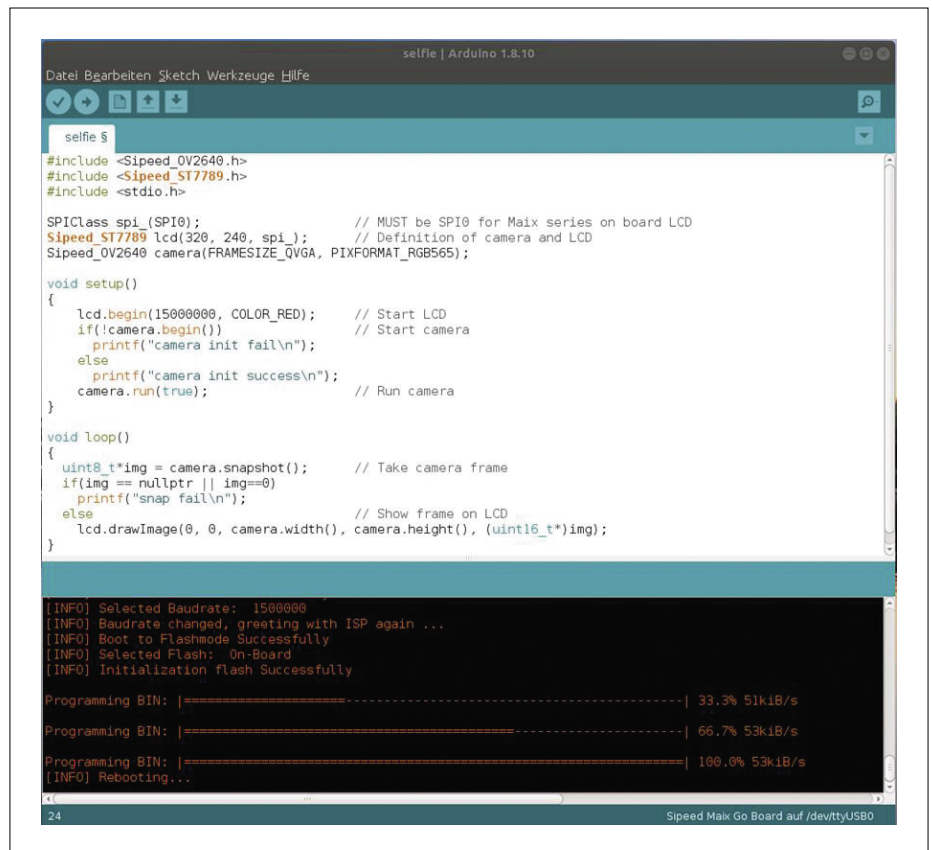 selfie | Arduino 1.8.10
Datei Bearbeiten Sketch Werkzeuge Hilfe
selfie §
#include <Sipeed_OV2640.h>
#include <Sipeed_ST7789.h>
#include <stdio.h>
SPIClass spi_(SPI0); // MUST be SPI0 for Maix series on board LCD
Sipeed_ST7789 lcd(320, 240, spi_); // Definition of camera and LCD
Sipeed_OV2640 camera(FRAMESIZE_QVGA, PIXFORMAT_RGB565);
void setup()
{
lcd.begin(15000000, COLOR_RED); // Start LCD
if(!camera.begin()) // Start camera
printf("camera init fail\n");
else
printf("camera init success\n");
camera.run(true); // Run camera
}
void loop()
{
uint8_t*img = camera.snapshot(); // Take camera frame
if(img == nullptr || img==0)
printf("snap fail\n");
else // Show frame on LCD
lcd.drawImage(0, 0, camera.width(), camera.height(), (uint16_t*)img);
}
[INFO] Selected Baudrate: 1500000
[INFO] Baudrate changed, greeting with ISP again ...
[INFO] Boot to Flashmode Successfully
[INFO] Selected Flash: On-Board
[INFO] Initialization flash Successfully
Programming BIN: |=====================-------------------------------------------| 33.3% 51kiB/s
Programming BIN: |===========================================----------------------| 66.7% 53kiB/s
Programming BIN: |=================================================================| 100.0% 53kiB/s
[INFO] Rebooting...
24 Sipeed Maix Go Board auf /dev/ttyUSB0